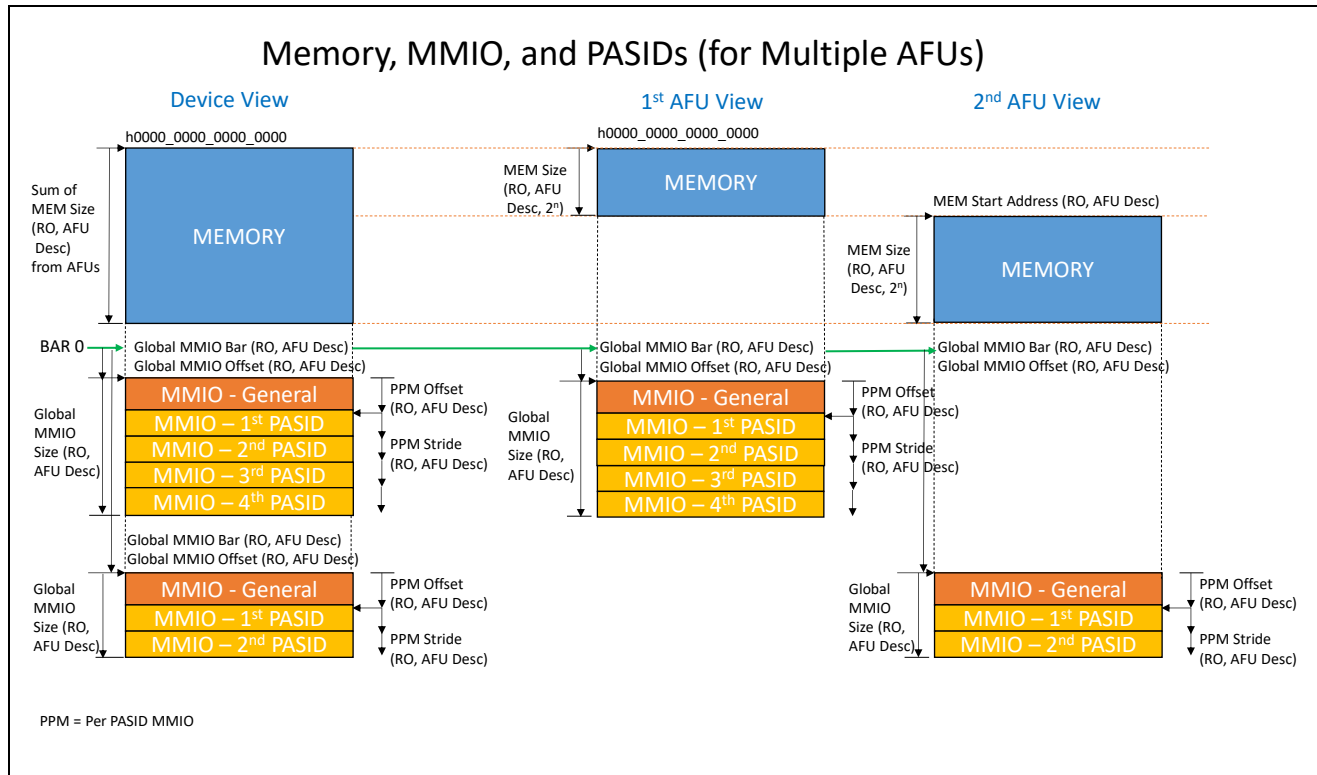 Memory, MMIO, and PASIDs (for Multiple AFUs)
Device View
1st AFU View
2nd AFU View
h0000_0000_0000_0000
h0000_0000_0000_0000
Sum of
MEM Size
(RO, AFU
Desc)
from AFUs
MEMORY
MEM Size
(RO, AFU
Desc, 2ⁿ)
MEMORY
MEM Start Address (RO, AFU Desc)
MEM Size
(RO, AFU
Desc, 2ⁿ)
MEMORY
BAR 0
Global MMIO Bar (RO, AFU Desc)
Global MMIO Offset (RO, AFU Desc)
Global MMIO Bar (RO, AFU Desc)
Global MMIO Offset (RO, AFU Desc)
Global MMIO Bar (RO, AFU Desc)
Global MMIO Offset (RO, AFU Desc)
Global
MMIO
Size (RO,
AFU Desc)
MMIO - General
MMIO – 1st PASID
MMIO – 2nd PASID
MMIO – 3rd PASID
MMIO – 4th PASID
PPM Offset
(RO, AFU Desc)
PPM Stride
(RO, AFU Desc)
Global
MMIO
Size (RO,
AFU Desc)
MMIO - General
MMIO – 1st PASID
MMIO – 2nd PASID
MMIO – 3rd PASID
MMIO – 4th PASID
PPM Offset
(RO, AFU Desc)
PPM Stride
(RO, AFU Desc)
Global MMIO Bar (RO, AFU Desc)
Global MMIO Offset (RO, AFU Desc)
Global
MMIO
Size (RO,
AFU Desc)
MMIO - General
MMIO – 1st PASID
MMIO – 2nd PASID
PPM Offset
(RO, AFU Desc)
PPM Stride
(RO, AFU Desc)
Global
MMIO
Size (RO,
AFU Desc)
MMIO - General
MMIO – 1st PASID
MMIO – 2nd PASID
PPM Offset
(RO, AFU Desc)
PPM Stride
(RO, AFU Desc)
PPM = Per PASID MMIO